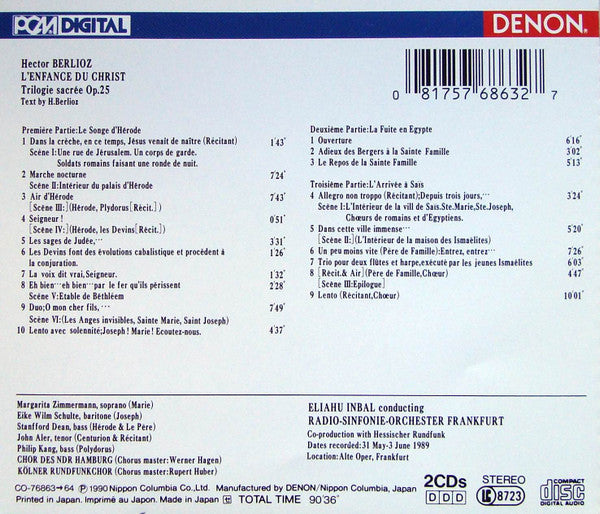 PCM DIGITAL
DENON®
Hector BERLIOZ
L'ENFANCE DU CHRIST
Trilogie sacrée Op.25
Text by H.Berlioz
0 81757 68632 7
Première Partie:Le Songe d'Hérode
1 Dans la crèche, en ce temps, Jésus venait de naître (Récitant) 1'43"
Scène I:Une rue de Jérusalem. Un corps de garde.
Soldats romains faisant une ronde de nuit.
2 Marche nocturne 7'24"
Scène II:Intérieur du palais d'Hérode
3 Air d'Hérode 7'43"
[Scène III:](Hérode, Plydorus[Récit.])
4 Seigneur! 0'51"
[Scène IV:](Hérode, les Devins[Récit.])
5 Les sages de Judée,… 3'31"
6 Les Devins font des évolutions cabalistique et procédent à 1'26"
la conjuration.
7 La voix dit vrai,Seigneur. 1'32"
8 Eh bien…eh bien…par le fer qu'ils périssent 2'28"
Scène V:Etable de Bethléem
9 Duo;O mon cher fils,… 7'49"
Scène VI:(Les Anges invisibles, Sainte Marie, Saint Joseph)
10 Lento avec solennité;Joseph! Marie! Ecoutez-nous. 4'37"
Deuxième Partie:La Fuite en Egypte
1 Ouverture 6'16"
2 Adieux des Bergers à la Sainte Famille 3'02"
3 Le Repos de la Sainte Famille 5'13"
Troisième Partie:L'Arrivée à Saïs
4 Allegro non troppo (Récitant);Depuis trois jours,… 3'24"
Scène I:L'Intérieur de la vill de Saïs.Ste.Marie,Ste.Joseph,
Chœurs de romains et d'Egyptiens.
5 Dans cette ville immense… 5'20"
[Scène II:](L'Intérieur de la maison des Ismaëlites)
6 Un peu moins vite (Père de Famille);Entrez, entrez… 7'26"
7 Trio pour deux flûtes et harpe,exécuté par les jeunes Ismaëlites 6'03"
8 [Récit.& Air] (Père de Famille,Chœur) 4'47"
[Scène III:Epilogue]
9 Lento (Récitant,Chœur) 10'01"
Margarita Zimmermann, soprano (Marie)
Eike Wilm Schulte, baritone (Joseph)
Stanfford Dean, bass (Hérode & Le Père)
John Aler, tenor (Centurion & Récitant)
Philip Kang, bass (Polydorus)
CHOR DES NDR HAMBURG (Chorus master:Werner Hagen)
KÖLNER RUNDFUNKCHOR (Chorus master:Rupert Huber)
ELIAHU INBAL conducting
RADIO-SINFONIE-ORCHESTER FRANKFURT
Co-production with Hessischer Rundfunk
Dates recorded:31 May-3 June 1989
Location:Alte Oper, Frankfurt
CO-76863→64 Ⓟ1990 Nippon Columbia Co.,Ltd. Manufactured by DENON/Nippon Columbia, Japan
Printed in Japan. Imprimé au Japon. Made in Japan TOTAL TIME 90'36"
2CDs
DDD
STEREO
LC 8723
COMPACT
disc
DIGITAL AUDIO